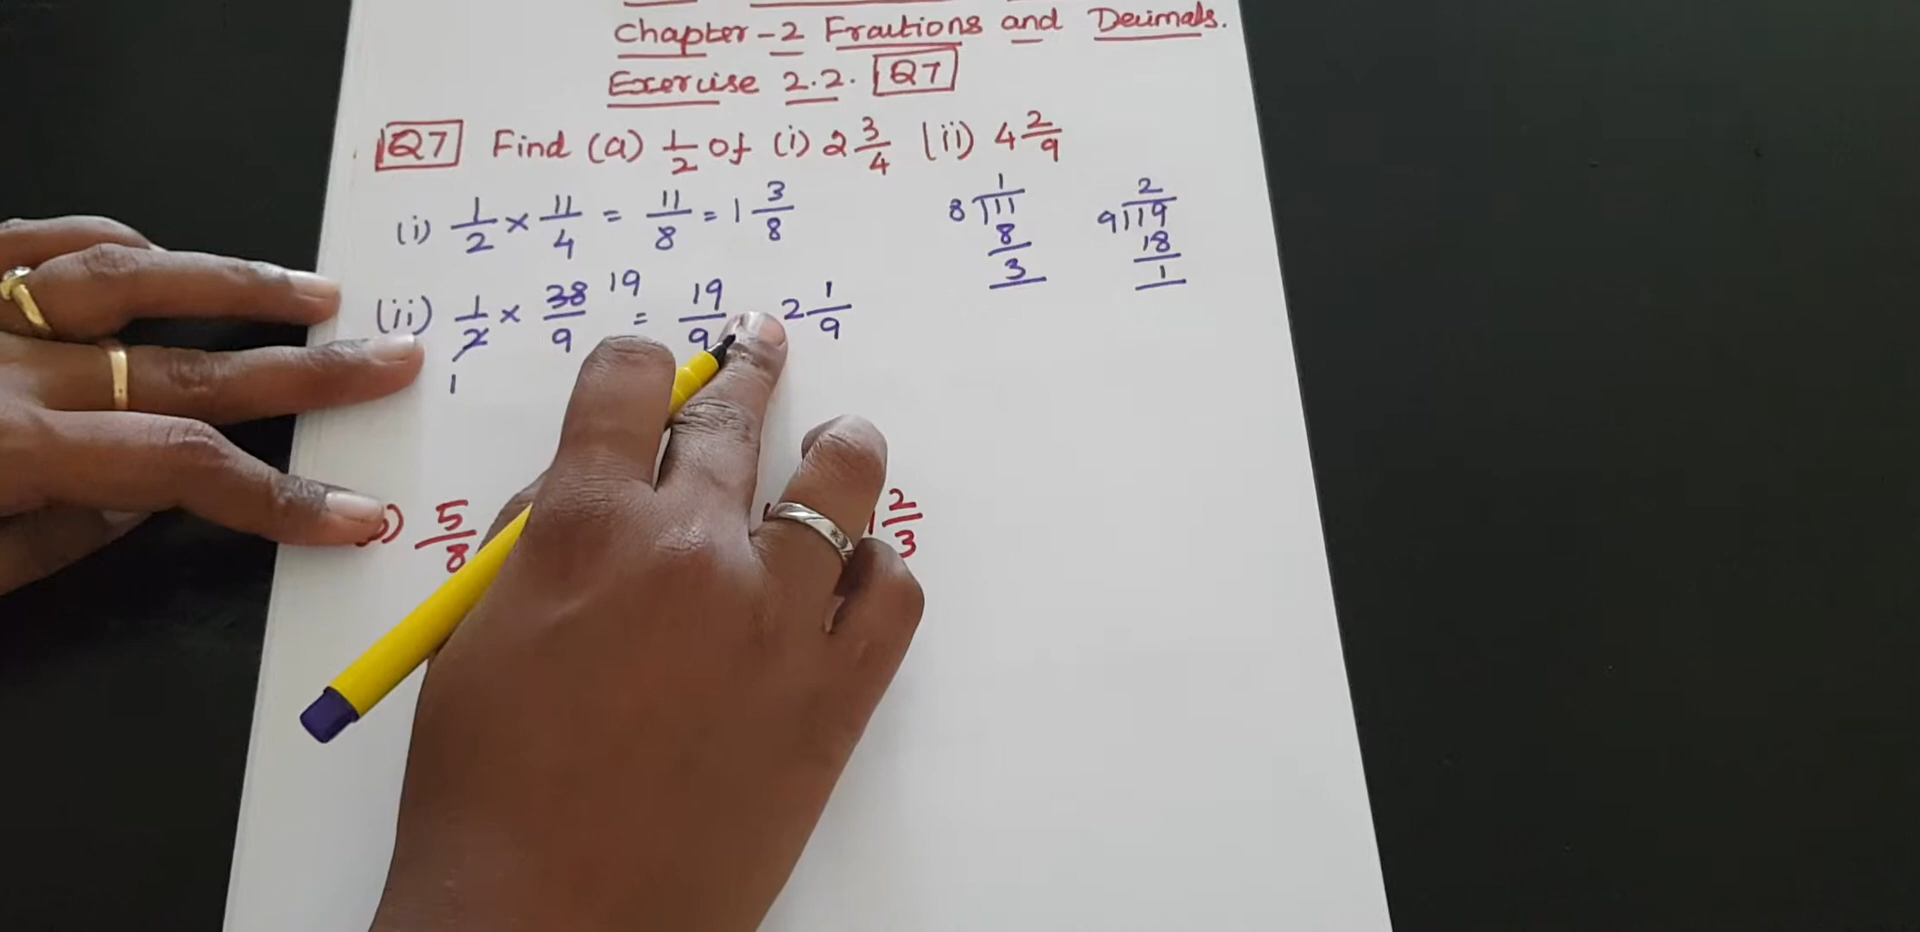 Chapter-2 Fractions and Decimals.
Exercise 2.2. Q7
Q7 Find (a) 1/2 of (i) 2 3/4 (ii) 4 2/9
(i) 1/2 × 11/4 = 11/8 = 1 3/8
8)11 1 8 3
9)19 2 18 1
(ii) 1/2 × 38/9 19 = 19/9 2 1/9
1
) 5/8 2/3